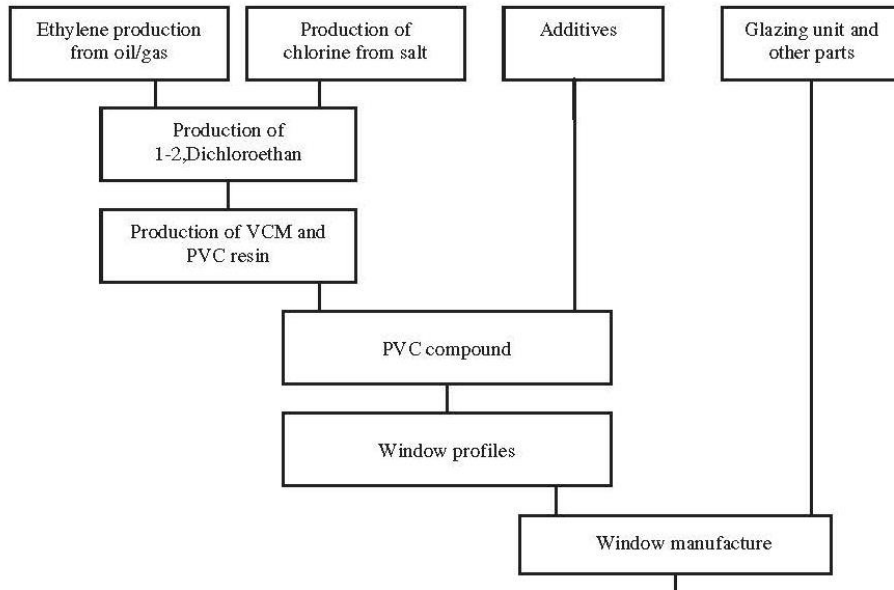 Ethylene production
from oil/gas
Production of
chlorine from salt
Additives
Glazing unit and
other parts
Production of
1-2,Dichloroethan
Production of VCM and
PVC resin
PVC compound
Window profiles
Window manufacture